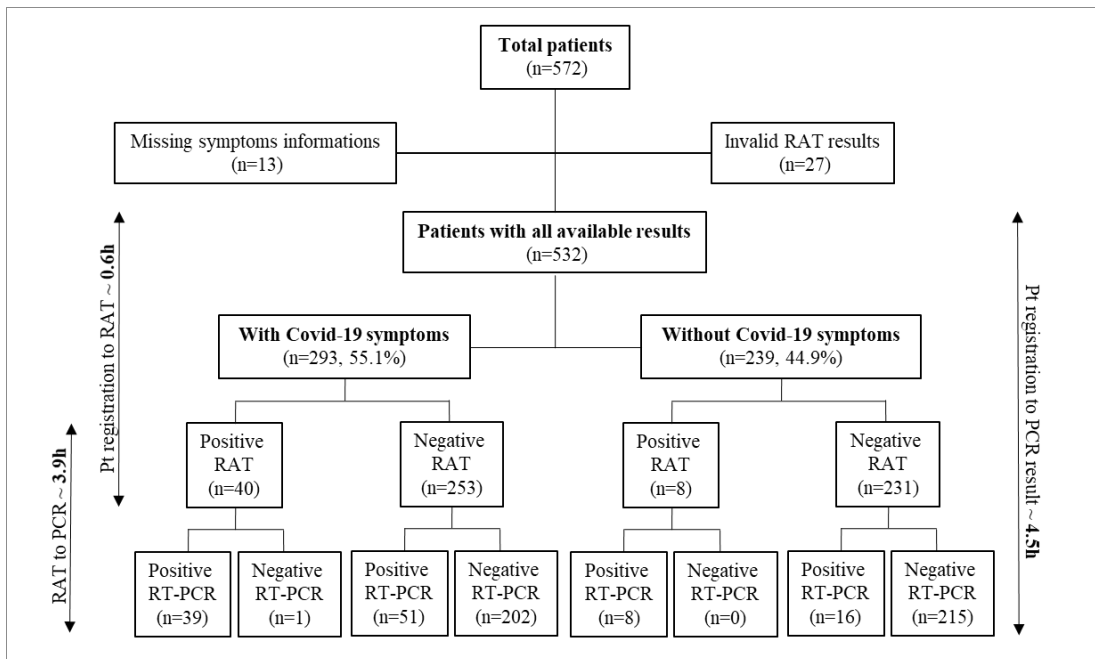 Total patients
(n=572)
Missing symptoms informations
(n=13)
Invalid RAT results
(n=27)
Patients with all available results
(n=532)
With Covid-19 symptoms
(n=293, 55.1%)
Without Covid-19 symptoms
(n=239, 44.9%)
Positive
RAT
(n=40)
Negative
RAT
(n=253)
Positive
RAT
(n=8)
Negative
RAT
(n=231)
Positive
RT-PCR
(n=39)
Negative
RT-PCR
(n=1)
Positive
RT-PCR
(n=51)
Negative
RT-PCR
(n=202)
Positive
RT-PCR
(n=8)
Negative
RT-PCR
(n=0)
Positive
RT-PCR
(n=16)
Negative
RT-PCR
(n=215)
RAT to PCR ~ 3.9h
Pt registration to RAT ~ 0.6h
Pt registration to PCR result ~ 4.5h